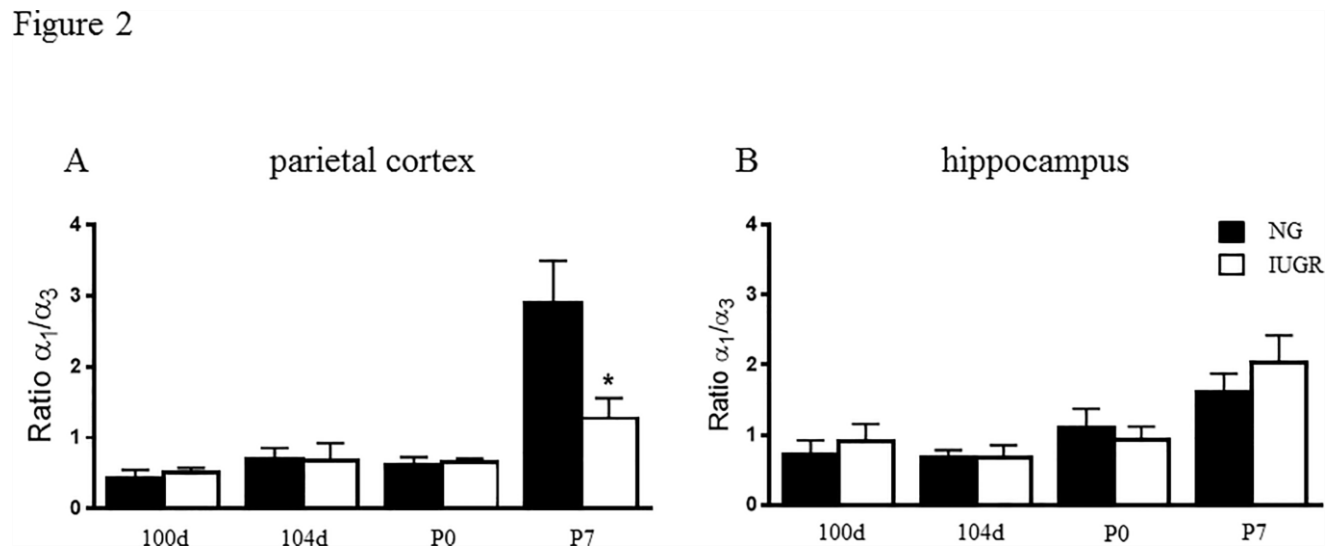 Figure 2
A parietal cortex
4
3
2
1
0
Ratio α₁/α₃
*
100d 104d P0 P7
B hippocampus
4
3
2
1
0
Ratio α₁/α₃
NG
IUGR
100d 104d P0 P7